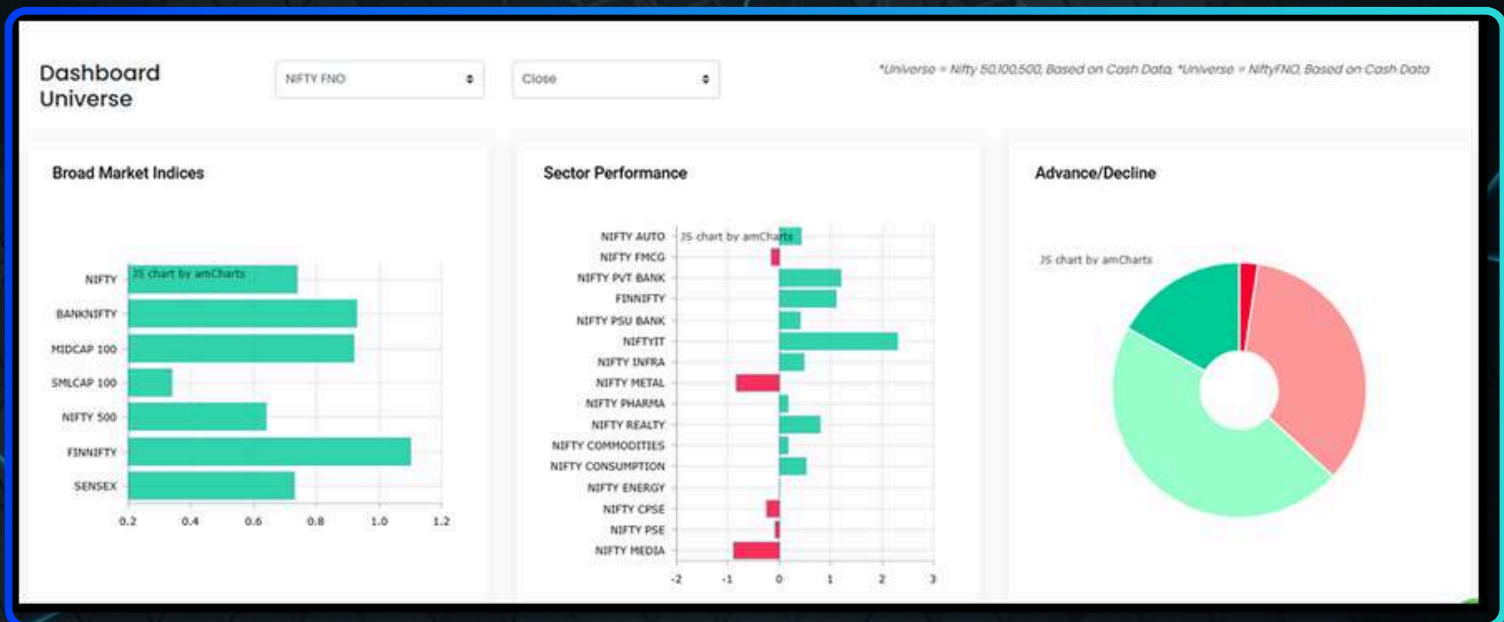 Dashboard
Universe
NIFTY FNO
Close
*Universe = Nifty 50,100,500, Based on Cash Data, *Universe = NiftyFNO, Based on Cash Data
Broad Market Indices
JS chart by amCharts
NIFTY
BANKNIFTY
MIDCAP 100
SMLCAP 100
NIFTY 500
FINNIFTY
SENSEX
0.2 0.4 0.6 0.8 1.0 1.2
Sector Performance
JS chart by amCharts
NIFTY AUTO
NIFTY FMCG
NIFTY PVT BANK
FINNIFTY
NIFTY PSU BANK
NIFTYIT
NIFTY INFRA
NIFTY METAL
NIFTY PHARMA
NIFTY REALTY
NIFTY COMMODITIES
NIFTY CONSUMPTION
NIFTY ENERGY
NIFTY CPSE
NIFTY PSE
NIFTY MEDIA
-2 -1 0 1 2 3
Advance/Decline
JS chart by amCharts